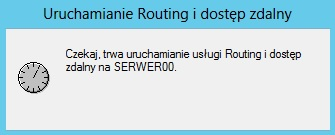 Uruchamianie Routing i dostęp zdalny
Czekaj, trwa uruchamianie usługi Routing i dostęp
zdalny na SERWER00.